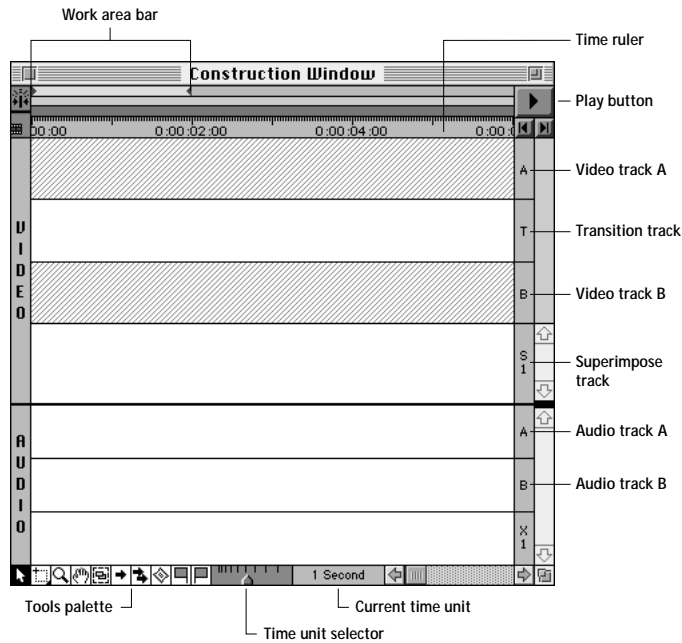 Work area bar
Time ruler
Construction Window
Play button
00:00 0:00:02:00 0:00:04:00 0:00:
A
Video track A
VIDEO
T
Transition track
B
Video track B
S
1
Superimpose
track
AUDIO
A
Audio track A
B
Audio track B
X
1
1 Second
Tools palette
Current time unit
Time unit selector